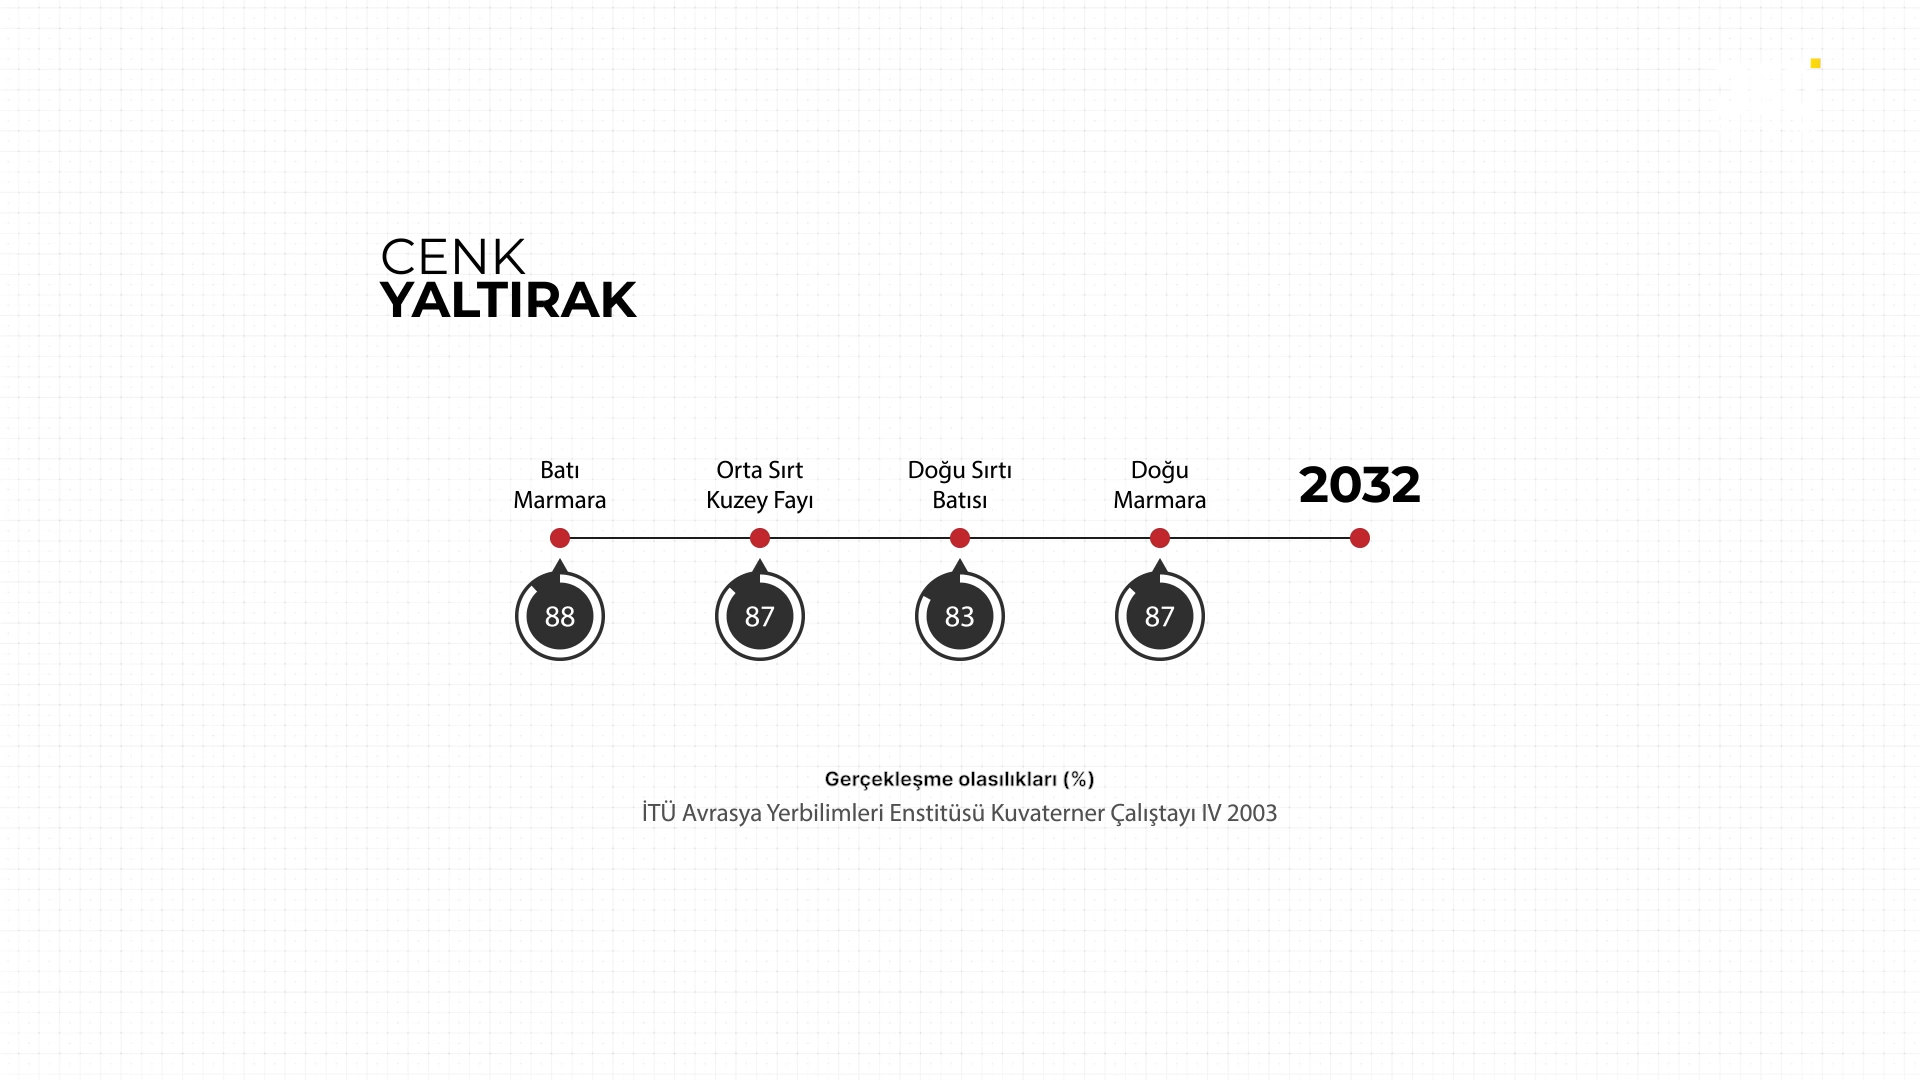 CENK
YALTIRAK
Batı
Marmara
Orta Sırt
Kuzey Fayı
Doğu Sırtı
Batısı
Doğu
Marmara
2032
88
87
83
87
Gerçekleşme olasılıkları (%)
İTÜ Avrasya Yerbilimleri Enstitüsü Kuvaterner Çalıştayı IV 2003